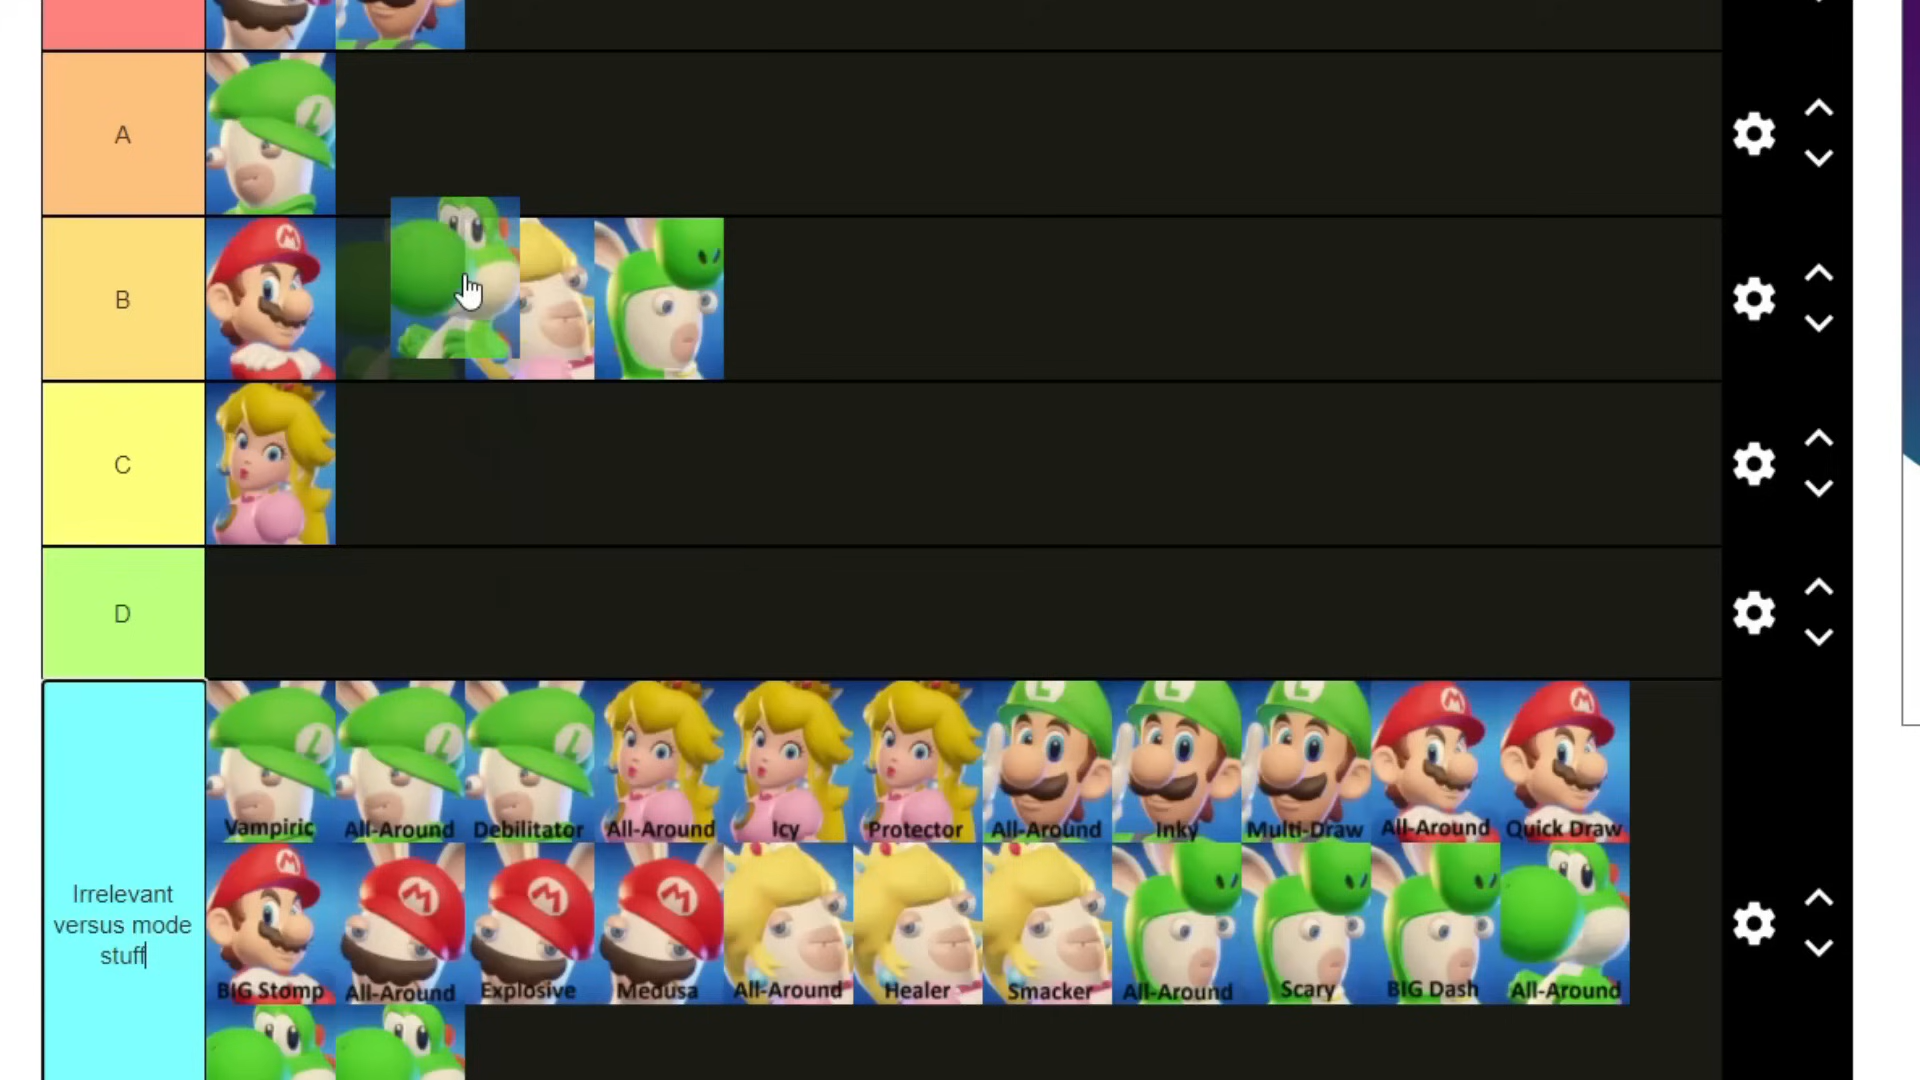 A
B
C
D
Irrelevant
versus mode
stuff
Vampiric All-Around Debilitator All-Around Icy Protector All-Around Inky Multi-Draw All-Around Quick Draw
BIG Stomp All-Around Explosive Medusa All-Around Healer Smacker All-Around Scary BIG Dash All-Around